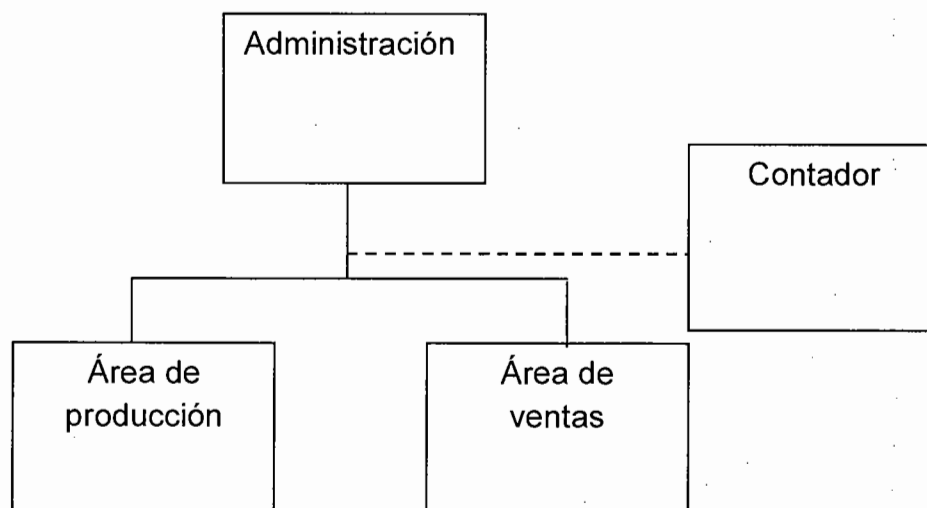 Administración
Contador
Área de
producción
Área de
ventas